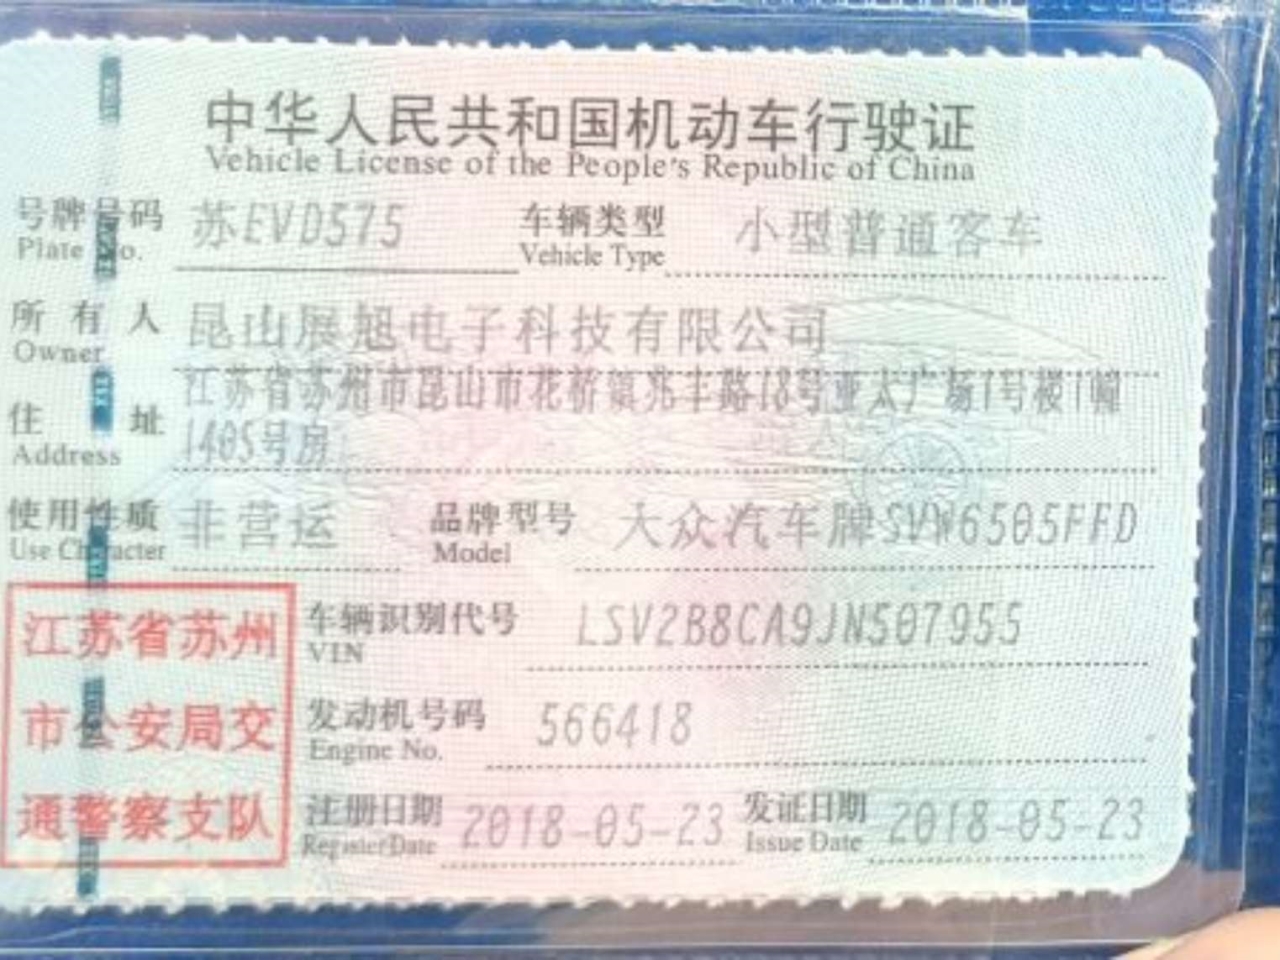 中华人民共和国机动车行驶证
Vehicle License of the People's Republic of China
号牌号码 苏EVD575 车辆类型 小型普通客车
Plate No. Vehicle Type
所有人 昆山展旭电子科技有限公司
Owner
江苏省苏州市昆山市花桥镇兆丰路18号亚太广场1号楼1幢
住址 1405号房
Address
使用性质 非营运 品牌型号 大众汽车牌SVW6505FFD
Use Character Model
江苏省苏州 车辆识别代号 LSV2B8CA9JN507955
VIN
市公安局交 发动机号码 566418
Engine No.
通警察支队 注册日期 2018-05-23 发证日期 2018-05-23
Register Date Issue Date